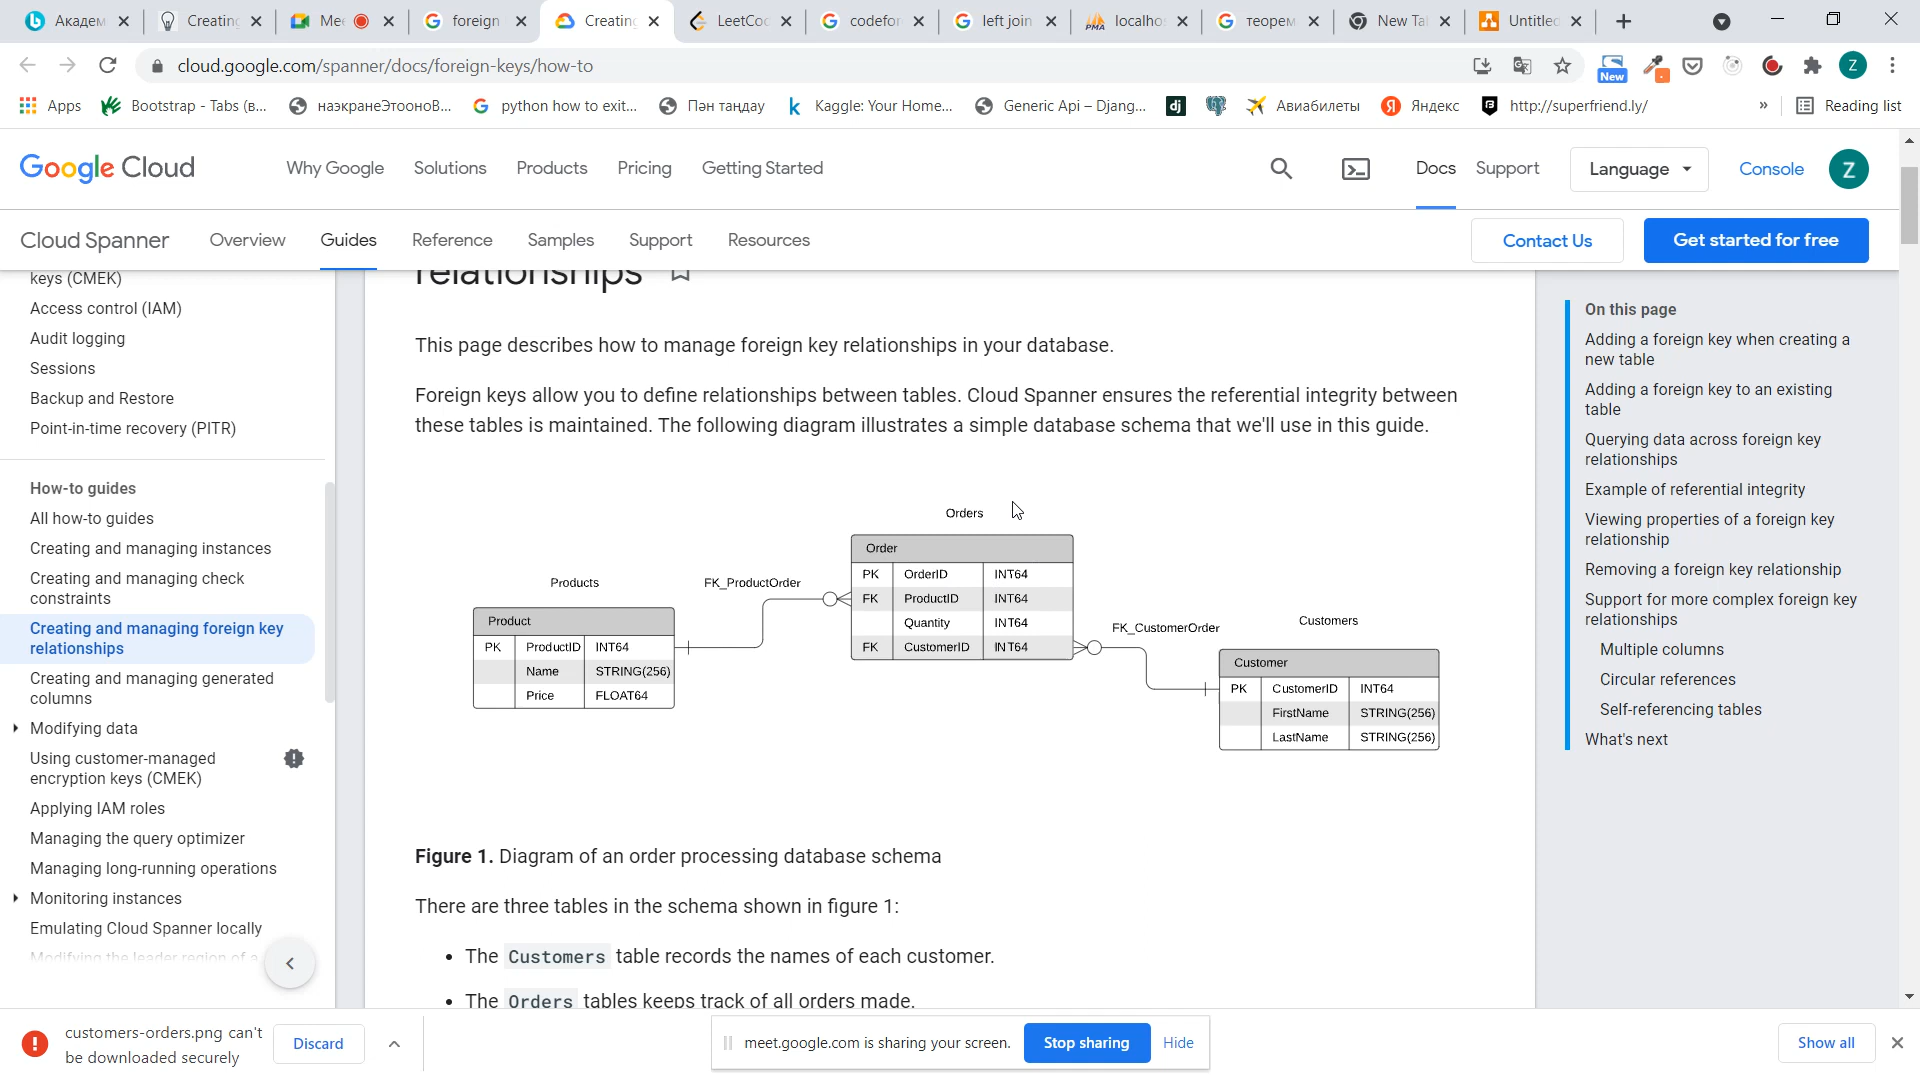 Академ
Creating
Mee
foreign
Creating
LeetCoc
codefor
left join
localho
теорем
New Ta
Untitled
cloud.google.com/spanner/docs/foreign-keys/how-to
New
Z
Apps
Bootstrap - Tabs (в...
наэкранеЭтооноВ...
python how to exit...
Пән таңдау
Kaggle: Your Home...
Generic Api – Djang...
dj
Авиабилеты
Яндекс
http://superfriend.ly/
»
Reading list
Google Cloud
Why Google
Solutions
Products
Pricing
Getting Started
Docs
Support
Language
Console
Z
Cloud Spanner
Overview
Guides
Reference
Samples
Support
Resources
Contact Us
Get started for free
keys (CMEK)
Access control (IAM)
Audit logging
Sessions
Backup and Restore
Point-in-time recovery (PITR)
How-to guides
All how-to guides
Creating and managing instances
Creating and managing check
constraints
Creating and managing foreign key
relationships
Creating and managing generated
columns
Modifying data
Using customer-managed
encryption keys (CMEK)
Applying IAM roles
Managing the query optimizer
Managing long-running operations
Monitoring instances
Emulating Cloud Spanner locally
Modifying the leader region of a
relationships
This page describes how to manage foreign key relationships in your database.
Foreign keys allow you to define relationships between tables. Cloud Spanner ensures the referential integrity between
these tables is maintained. The following diagram illustrates a simple database schema that we'll use in this guide.
Products
Product
PK ProductID INT64
Name STRING(256)
Price FLOAT64
FK_ProductOrder
Orders
Order
PK OrderID INT64
FK ProductID INT64
Quantity INT64
FK CustomerID INT64
FK_CustomerOrder
Customers
Customer
PK CustomerID INT64
FirstName STRING(256)
LastName STRING(256)
Figure 1. Diagram of an order processing database schema
There are three tables in the schema shown in figure 1:
• The Customers table records the names of each customer.
• The Orders tables keeps track of all orders made.
On this page
Adding a foreign key when creating a
new table
Adding a foreign key to an existing
table
Querying data across foreign key
relationships
Example of referential integrity
Viewing properties of a foreign key
relationship
Removing a foreign key relationship
Support for more complex foreign key
relationships
Multiple columns
Circular references
Self-referencing tables
What's next
customers-orders.png can't
be downloaded securely
Discard
meet.google.com is sharing your screen.
Stop sharing
Hide
Show all